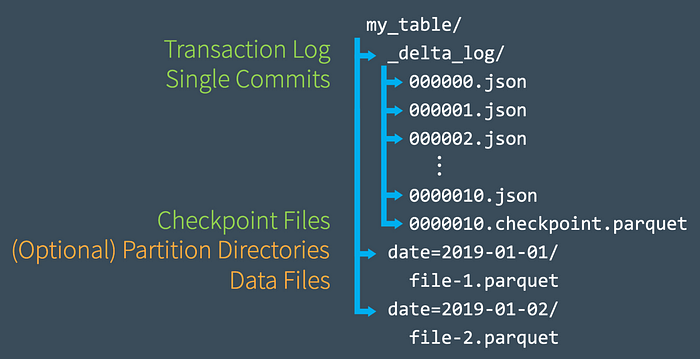 my_table/
Transaction Log
_delta_log/
Single Commits
000000.json
000001.json
000002.json
⋮
0000010.json
Checkpoint Files
0000010.checkpoint.parquet
(Optional) Partition Directories
date=2019-01-01/
Data Files
file-1.parquet
date=2019-01-02/
file-2.parquet